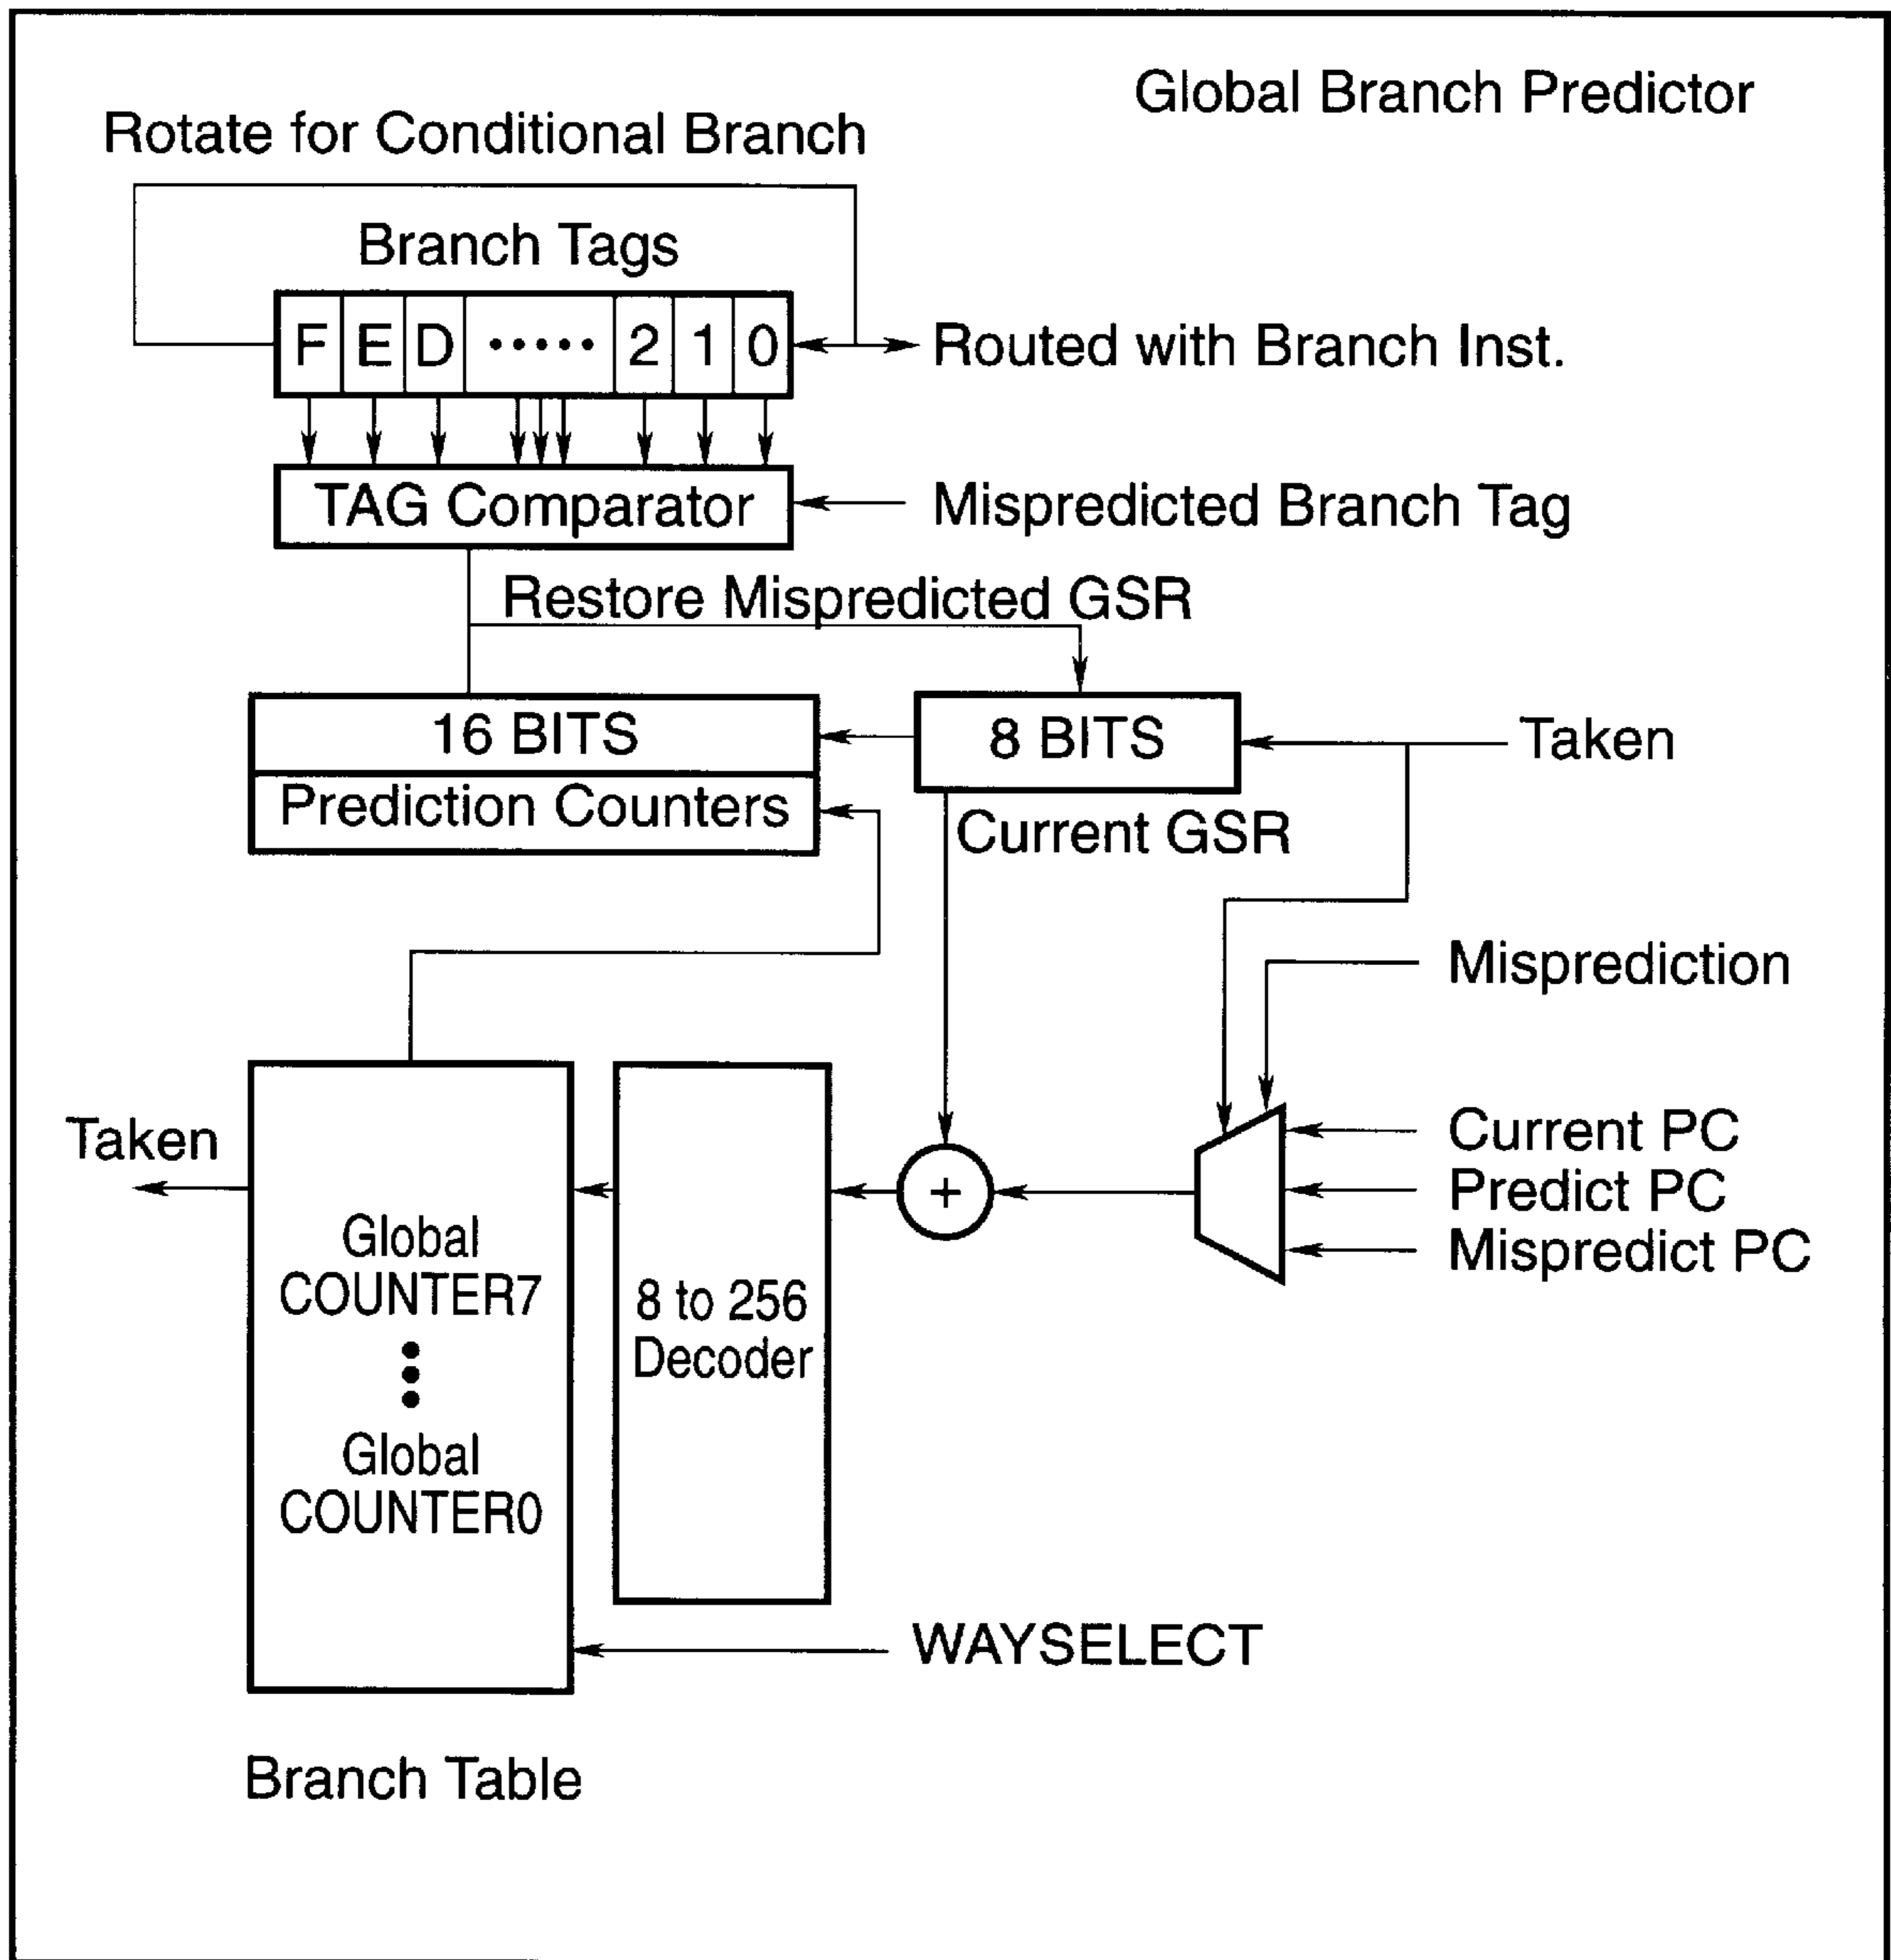 Global Branch Predictor
Rotate for Conditional Branch
Branch Tags
F E D ····· 2 1 0
Routed with Branch Inst.
TAG Comparator
Mispredicted Branch Tag
Restore Mispredicted GSR
16 BITS
8 BITS
Taken
Prediction Counters
Current GSR
Misprediction
Taken
Current PC
+
Predict PC
Mispredict PC
Global
COUNTER7
8 to 256
Decoder
Global
COUNTER0
WAYSELECT
Branch Table